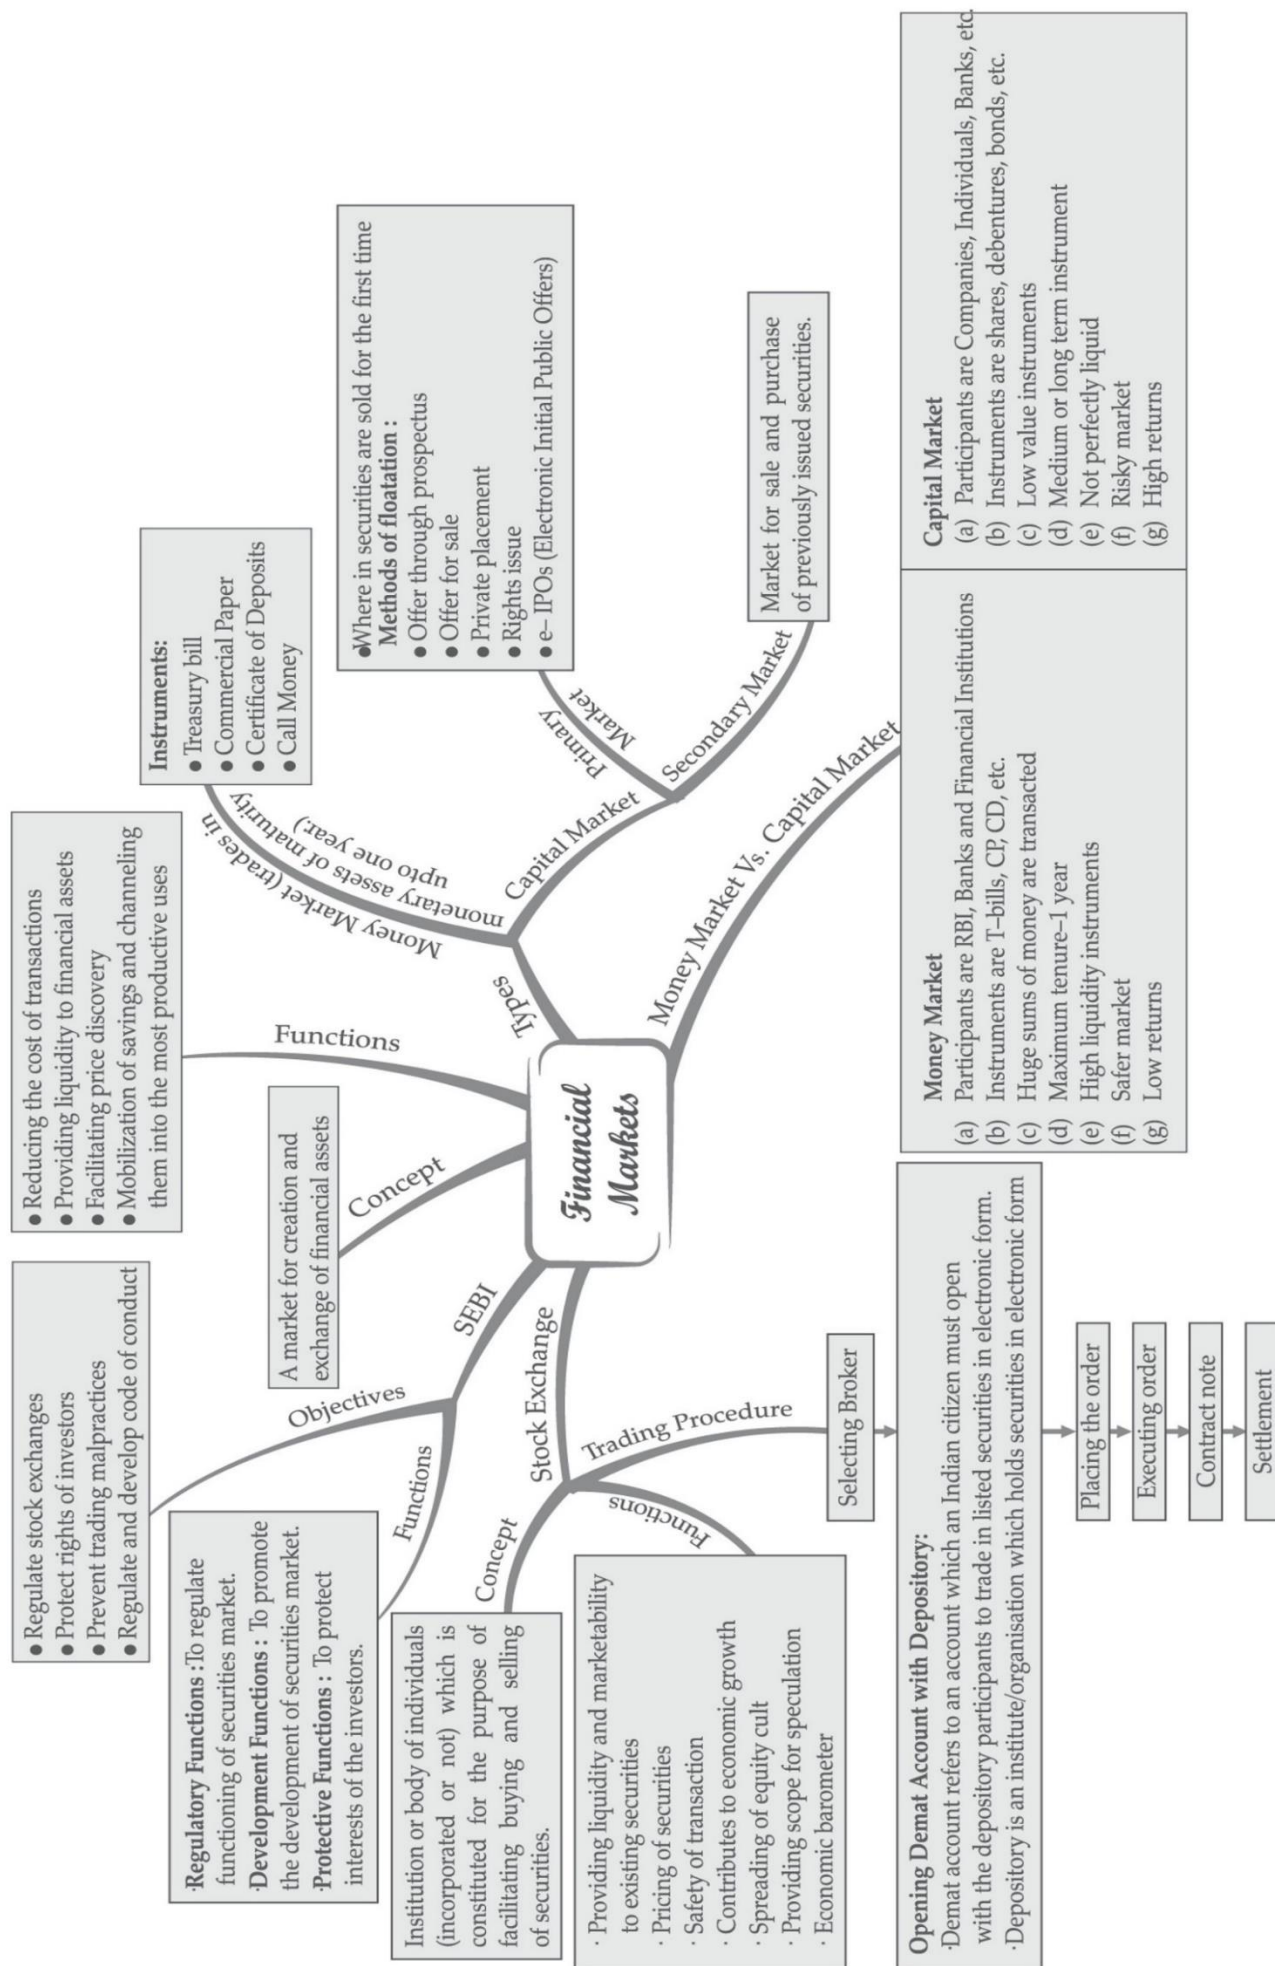 Financial
Markets
Concept
A market for creation and
exchange of financial assets
Functions
● Reducing the cost of transactions
● Providing liquidity to financial assets
● Facilitating price discovery
● Mobilization of savings and channeling
them into the most productive uses
Types
Money Market (trades in
monetary assets of maturity
upto one year.)
Instruments:
● Treasury bill
● Commercial Paper
● Certificate of Deposits
● Call Money
Capital Market
Primary
Market
●Where in securities are sold for the first time
Methods of floatation :
● Offer through prospectus
● Offer for sale
● Private placement
● Rights issue
● e– IPOs (Electronic Initial Public Offers)
Secondary Market
Market for sale and purchase
of previously issued securities.
Money Market Vs. Capital Market
Money Market
(a) Participants are RBI, Banks and Financial Institutions
(b) Instruments are T–bills, CP, CD, etc.
(c) Huge sums of money are transacted
(d) Maximum tenure–1 year
(e) High liquidity instruments
(f) Safer market
(g) Low returns
Capital Market
(a) Participants are Companies, Individuals, Banks, etc.
(b) Instruments are shares, debentures, bonds, etc.
(c) Low value instruments
(d) Medium or long term instrument
(e) Not perfectly liquid
(f) Risky market
(g) High returns
SEBI
Objectives
● Regulate stock exchanges
● Protect rights of investors
● Prevent trading malpractices
● Regulate and develop code of conduct
Functions
·Regulatory Functions :To regulate
functioning of securities market.
·Development Functions : To promote
the development of securities market.
·Protective Functions : To protect
interests of the investors.
Stock Exchange
Concept
Institution or body of individuals
(incorporated or not) which is
constituted for the purpose of
facilitating buying and selling
of securities.
Functions
· Providing liquidity and marketability
to existing securities
· Pricing of securities
· Safety of transaction
· Contributes to economic growth
· Spreading of equity cult
· Providing scope for speculation
· Economic barometer
Trading Procedure
Selecting Broker
Opening Demat Account with Depository:
·Demat account refers to an account which an Indian citizen must open
with the depository participants to trade in listed securities in electronic form.
·Depository is an institute/organisation which holds securities in electronic form
Placing the order
Executing order
Contract note
Settlement